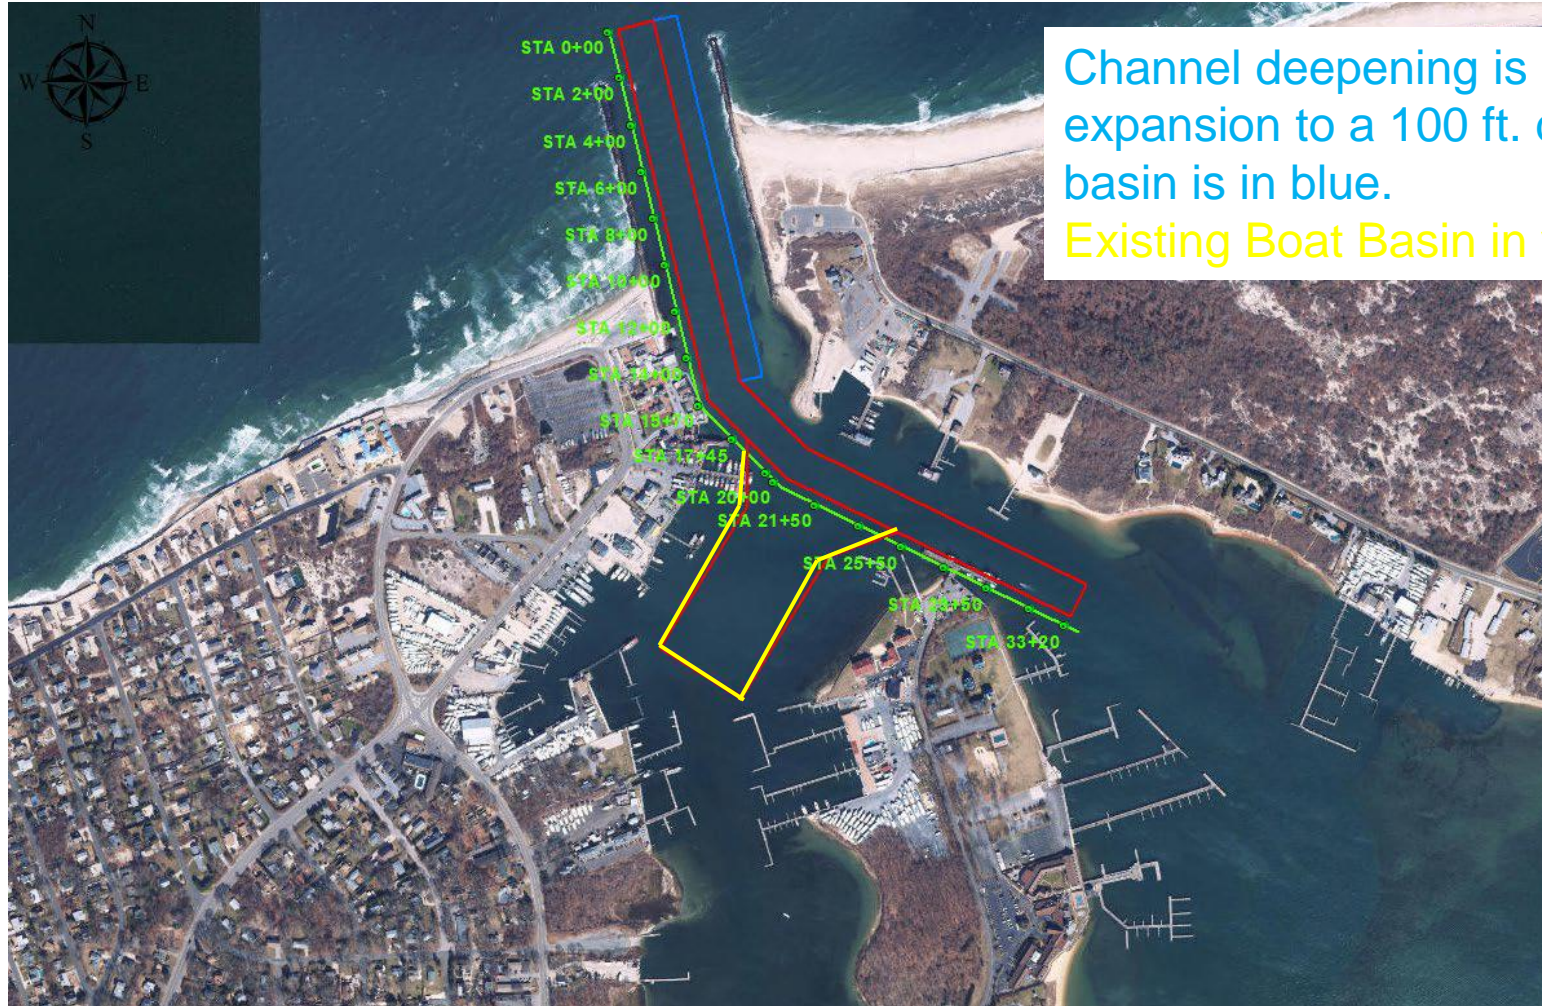 N
W E
S
STA 0+00
STA 2+00
STA 4+00
STA 6+00
STA 8+00
STA 10+00
STA 12+00
STA 14+00
STA 15+70
STA 17+45
STA 20+00
STA 21+50
STA 25+50
STA 29+50
STA 33+20
Channel deepening is
expansion to a 100 ft.
basin is in blue.
Existing Boat Basin in